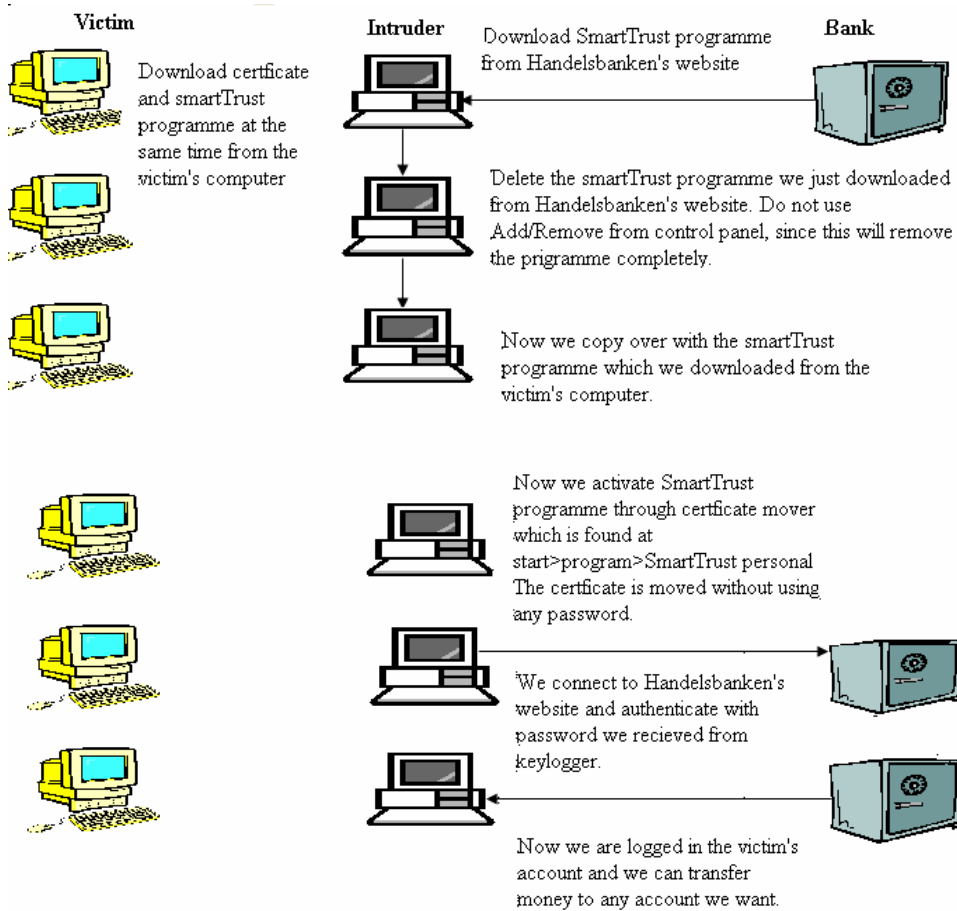 Victim
Intruder
Bank
Download SmartTrust programme
from Handelsbanken's website
Download certficate
and smartTrust
programme at the
same time from the
victim's computer
Delete the smartTrust programme we just downloaded
from Handelsbanken's website. Do not use
Add/Remove from control panel, since this will remove
the prigramme completely.
Now we copy over with the smartTrust
programme which we downloaded from the
victim's computer.
Now we activate SmartTrust
programme through certficate mover
which is found at
start>program>SmartTrust personal
The certficate is moved without using
any password.
We connect to Handelsbanken's
website and authenticate with
password we recieved from
keylogger.
Now we are logged in the victim's
account and we can transfer
money to any account we want.